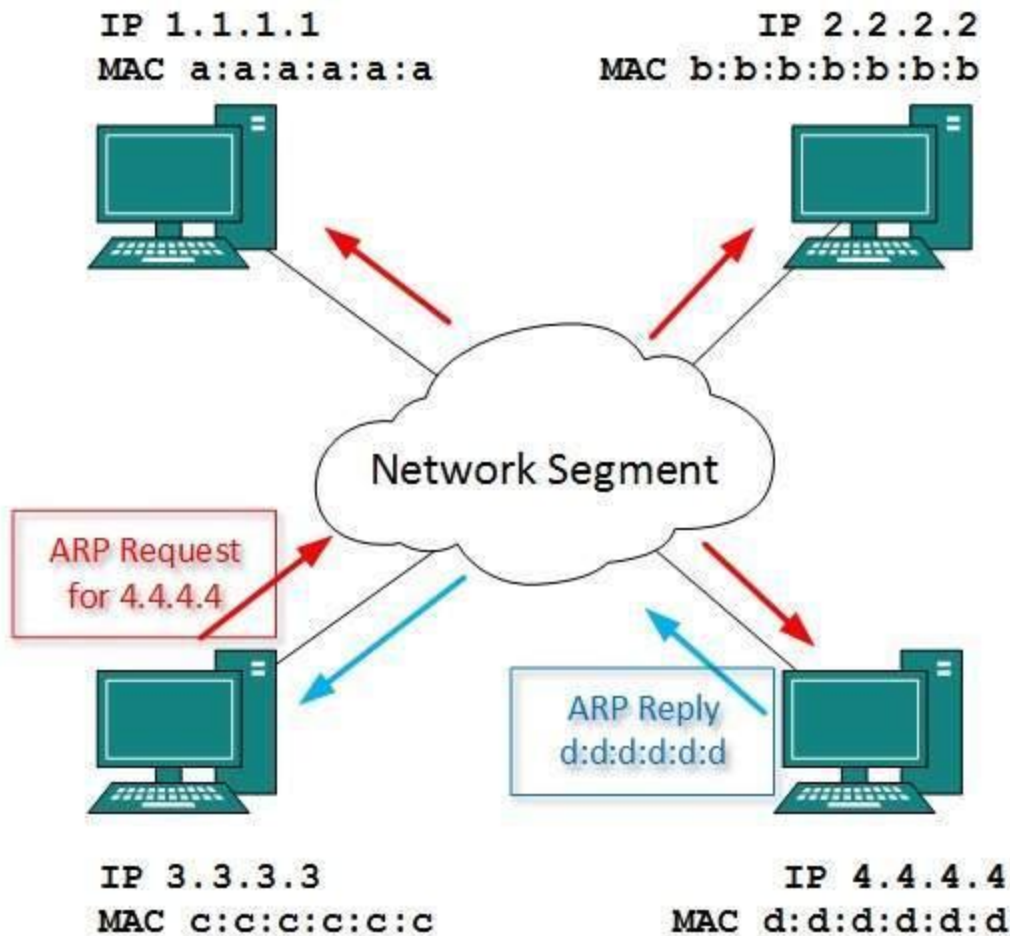 IP 1.1.1.1
MAC a:a:a:a:a:a
IP 2.2.2.2
MAC b:b:b:b:b:b:b
Network Segment
ARP Request
for 4.4.4.4
ARP Reply
d:d:d:d:d:d
IP 3.3.3.3
MAC c:c:c:c:c:c
IP 4.4.4.4
MAC d:d:d:d:d:d